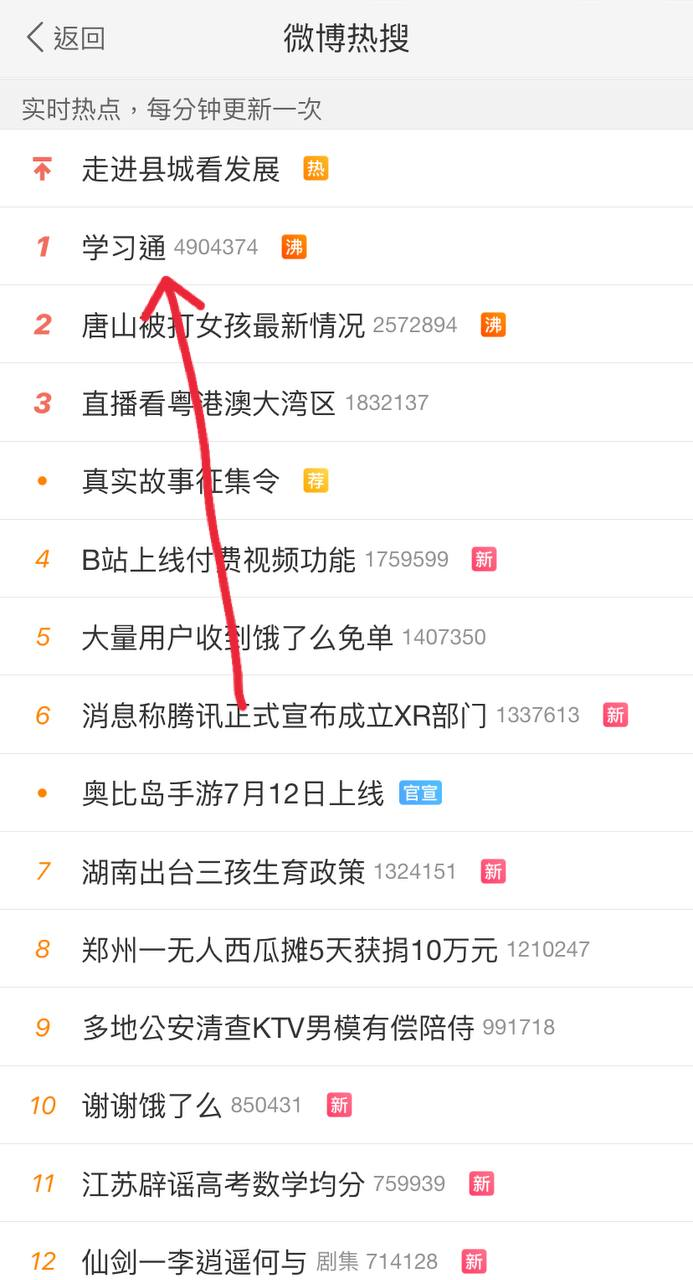 返回 微博热搜
实时热点，每分钟更新一次
走进县城看发展 热
1 学习通 4904374 沸
2 唐山被打女孩最新情况 2572894 沸
3 直播看粤港澳大湾区 1832137
• 真实故事征集令 荐
4 B站上线付费视频功能 1759599 新
5 大量用户收到饿了么免单 1407350
6 消息称腾讯正式宣布成立XR部门 1337613 新
• 奥比岛手游7月12日上线 官宣
7 湖南出台三孩生育政策 1324151 新
8 郑州一无人西瓜摊5天获捐10万元 1210247
9 多地公安清查KTV男模有偿陪侍 991718
10 谢谢饿了么 850431 新
11 江苏辟谣高考数学均分 759939 新
12 仙剑一李逍遥何与 剧集 714128 新